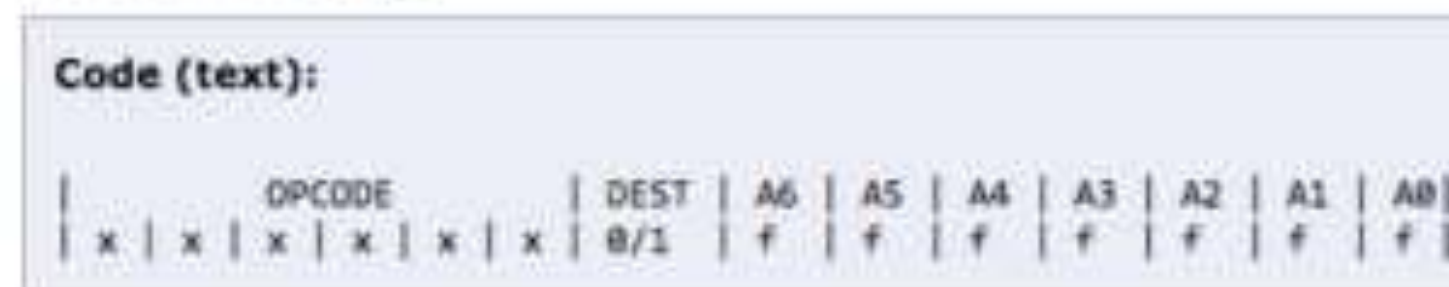 Code (text):
| OPCODE | DEST | A6 | A5 | A4 | A3 | A2 | A1 | A0|
| x | x | x | x | x | x | 0/1 | f | f | f | f | f | f | f |